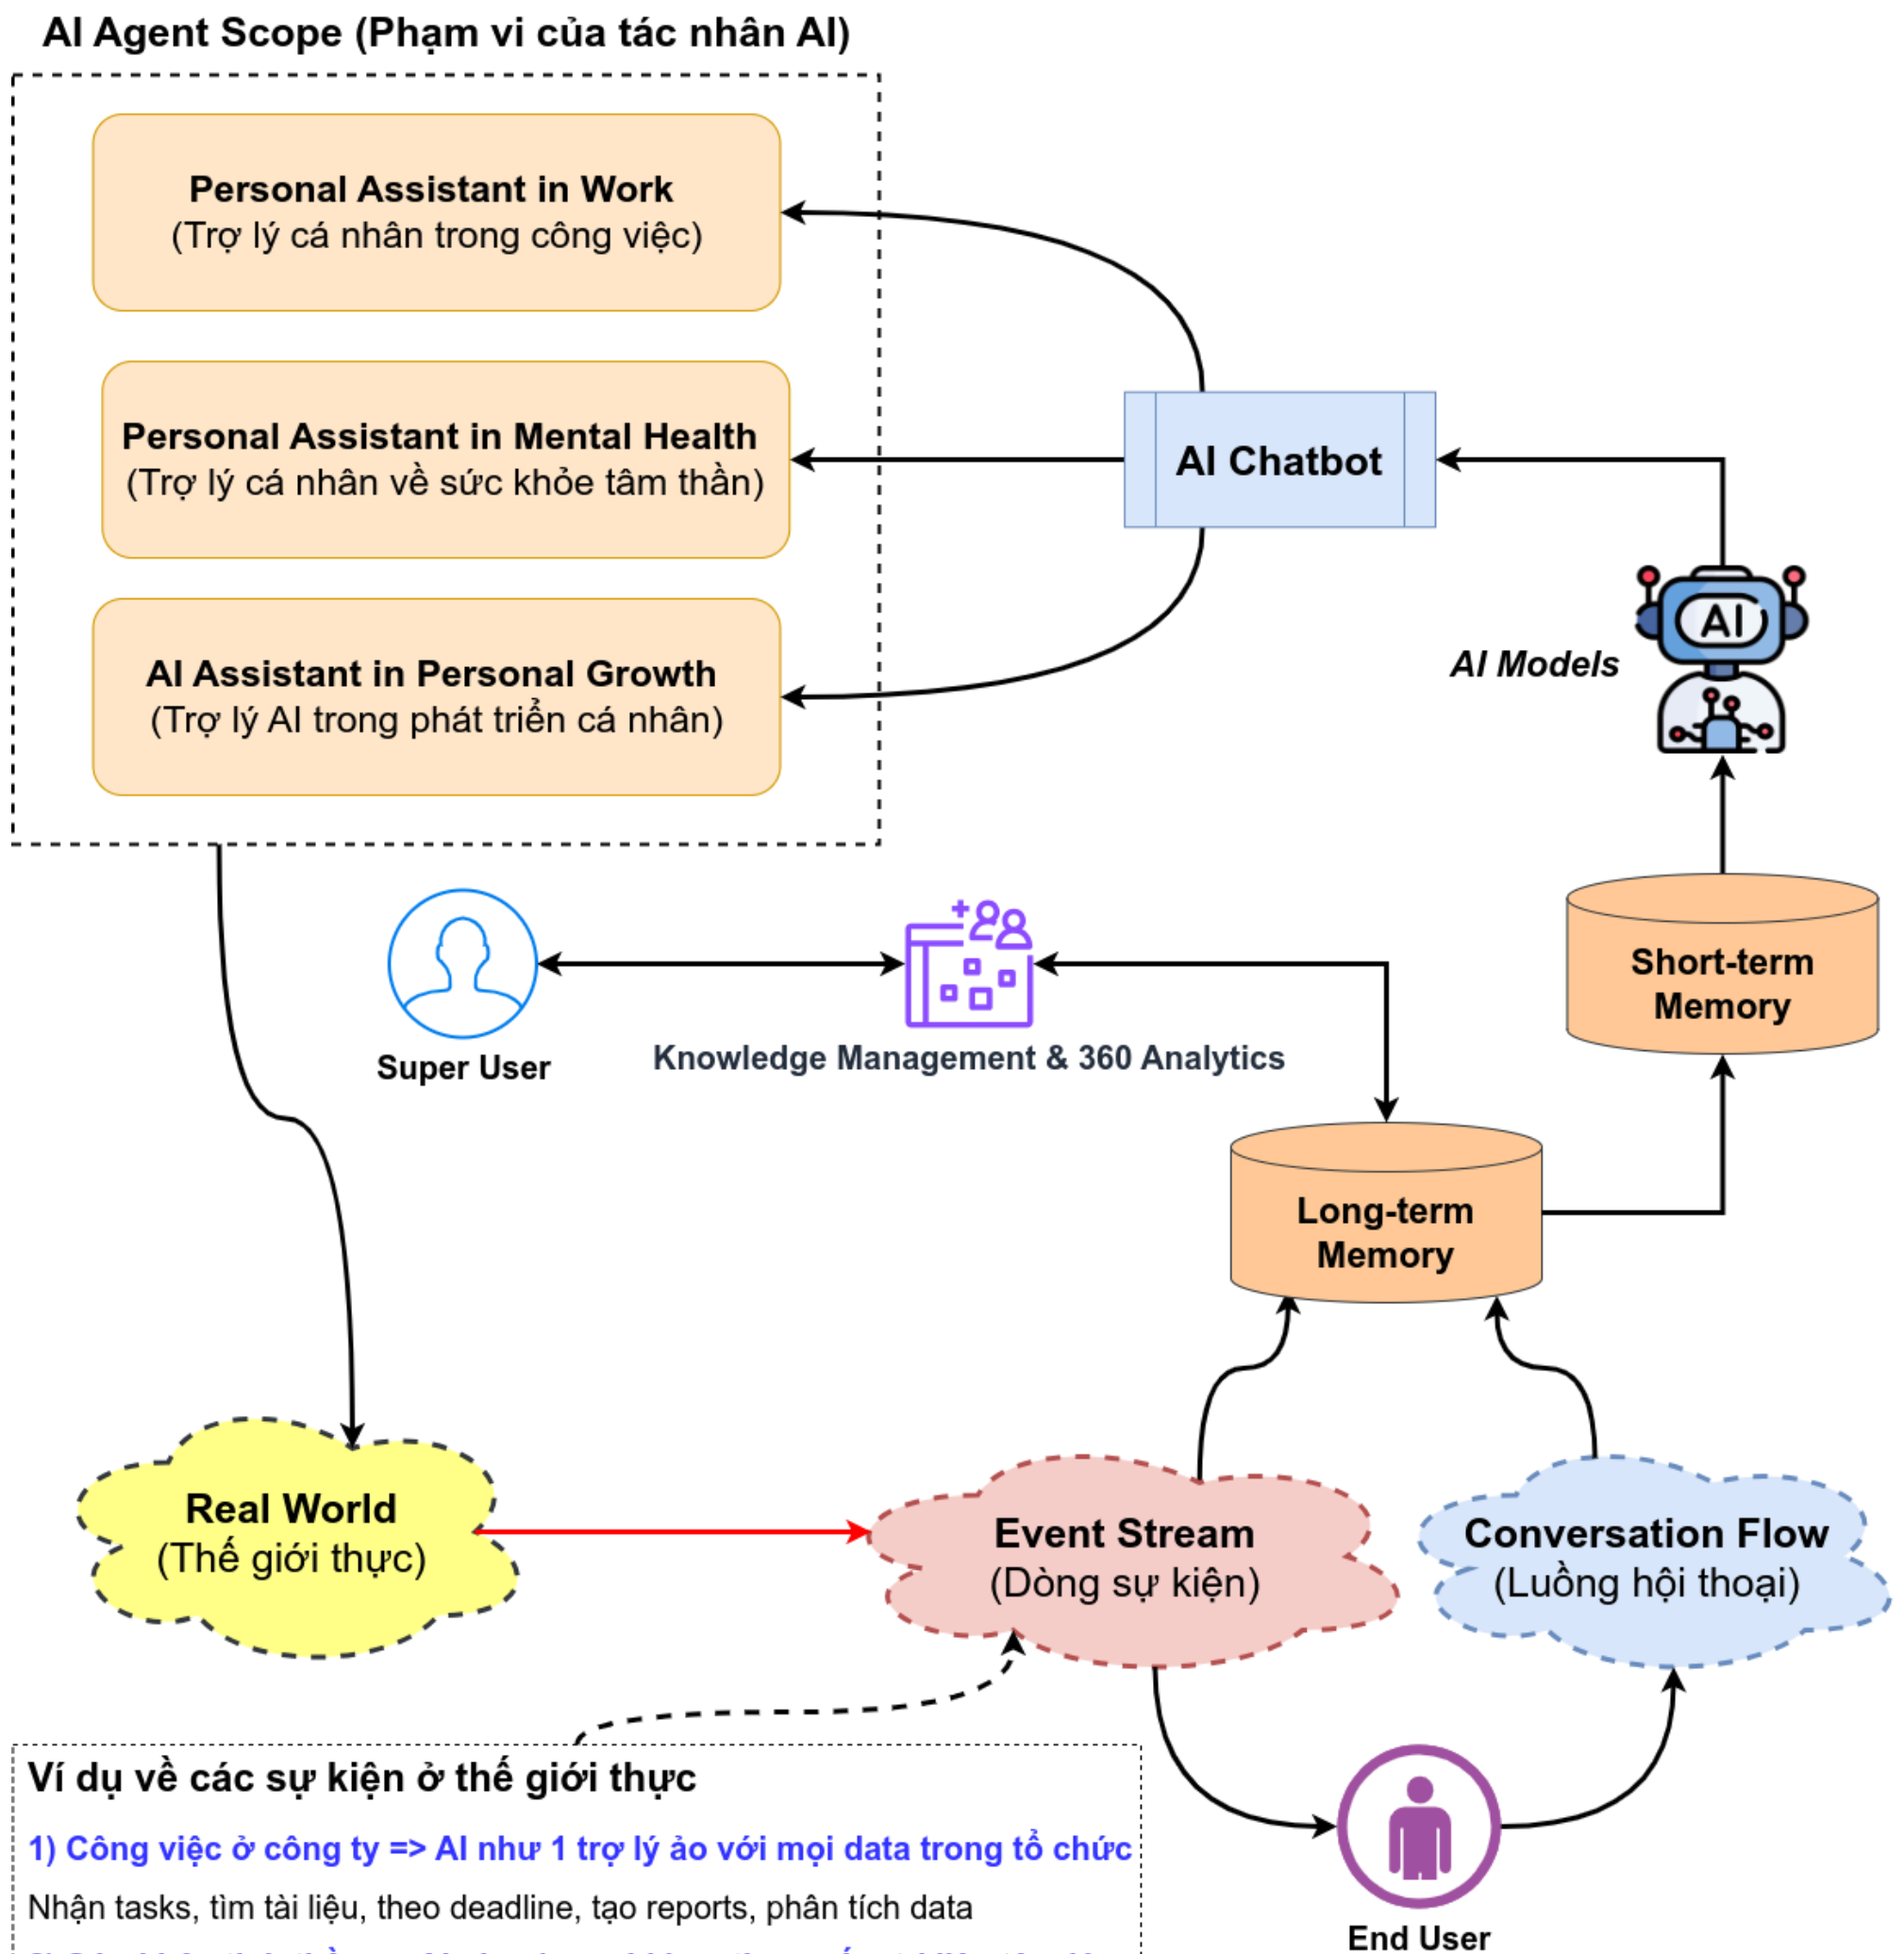 AI Agent Scope (Phạm vi của tác nhân AI)
Personal Assistant in Work
(Trợ lý cá nhân trong công việc)
Personal Assistant in Mental Health
(Trợ lý cá nhân về sức khỏe tâm thần)
AI Chatbot
AI Assistant in Personal Growth
(Trợ lý AI trong phát triển cá nhân)
AI
AI Models
Short-term
Memory
Super User
Knowledge Management & 360 Analytics
Long-term
Memory
Real World
(Thế giới thực)
Event Stream
(Dòng sự kiện)
Conversation Flow
(Luồng hội thoại)
Ví dụ về các sự kiện ở thế giới thực
1) Công việc ở công ty => AI như 1 trợ lý ảo với mọi data trong tổ chức
Nhận tasks, tìm tài liệu, theo deadline, tạo reports, phân tích data
End User